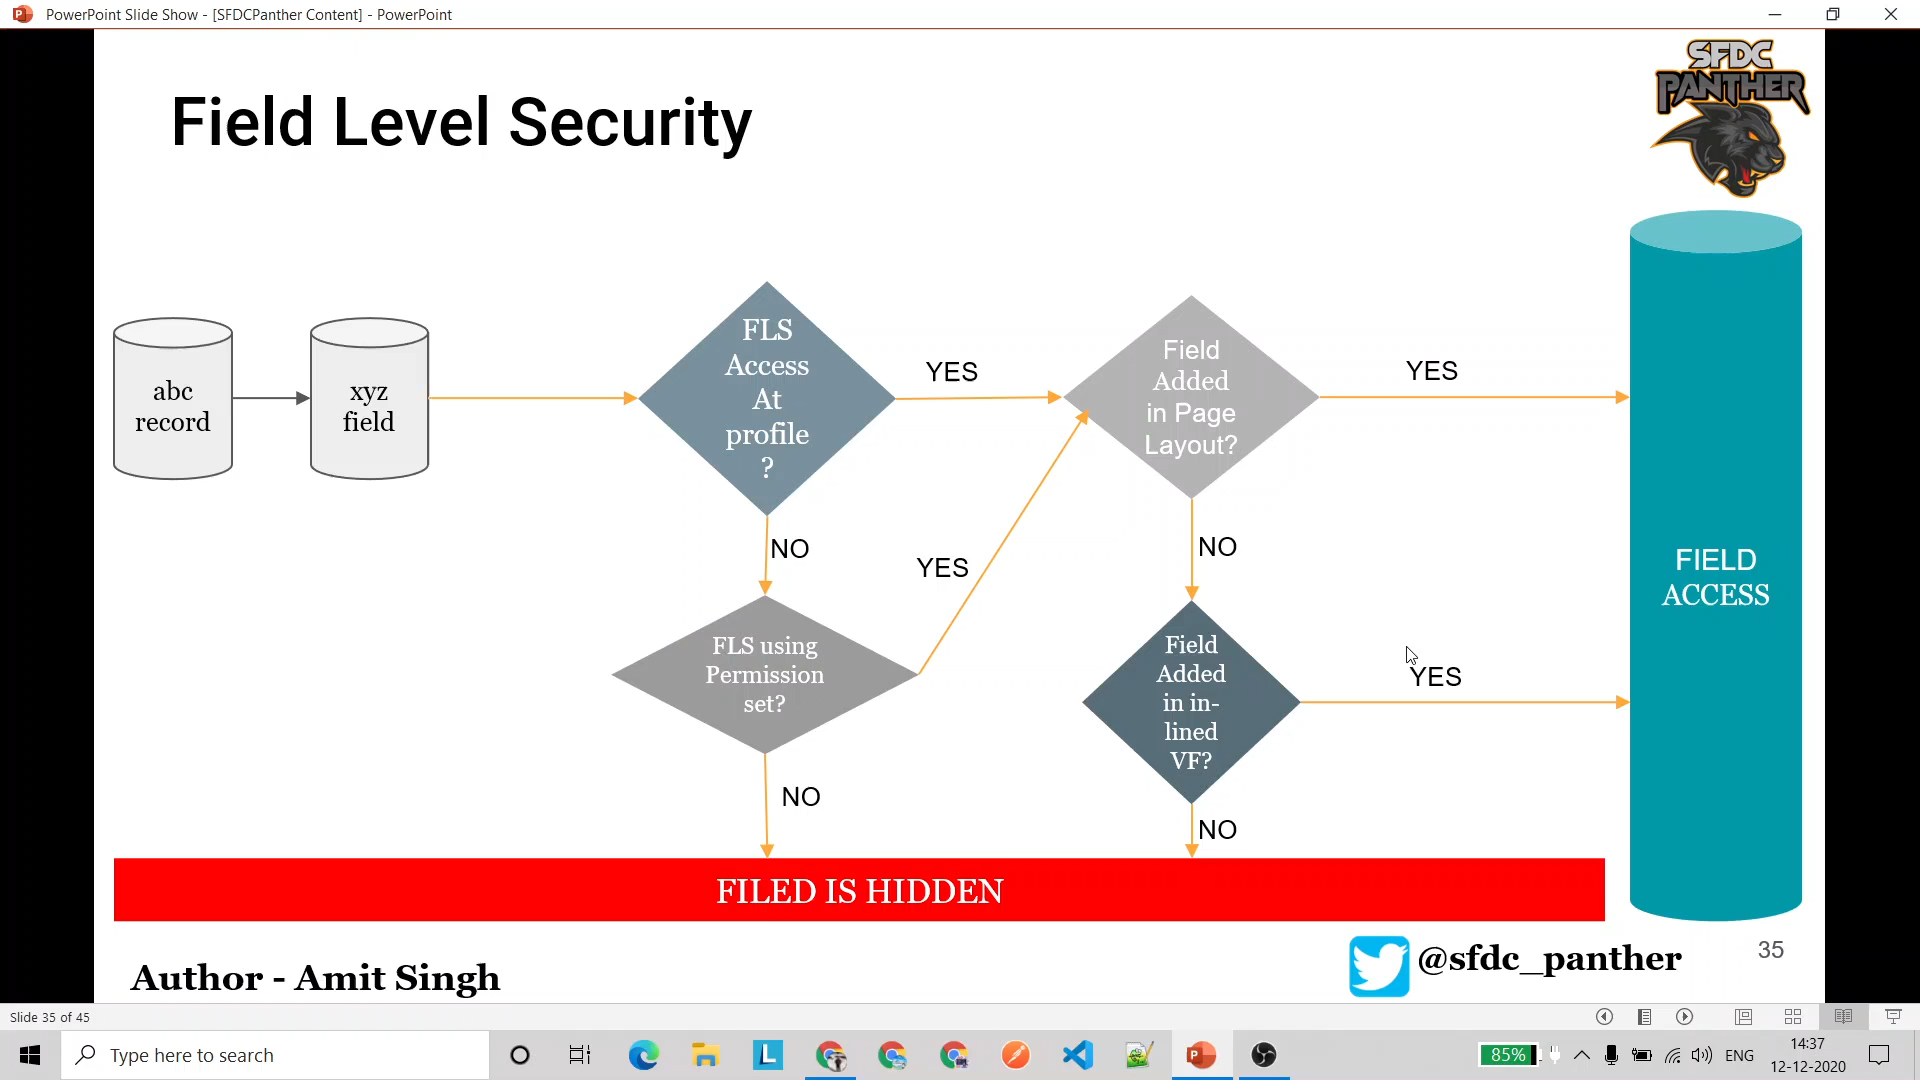 PowerPoint Slide Show - [SFDCPanther Content] - PowerPoint
SFDC
PANTHER
Field Level Security
abc
record
xyz
field
FLS
Access
At
profile
?
YES
Field
Added
in Page
Layout?
YES
NO
YES
NO
FLS using
Permission
set?
Field
Added
in in-
lined
VF?
YES
FIELD
ACCESS
NO
NO
FILED IS HIDDEN
Author - Amit Singh
@sfdc_panther
35
Slide 35 of 45
Type here to search
L
85%
ENG
14:37
12-12-2020